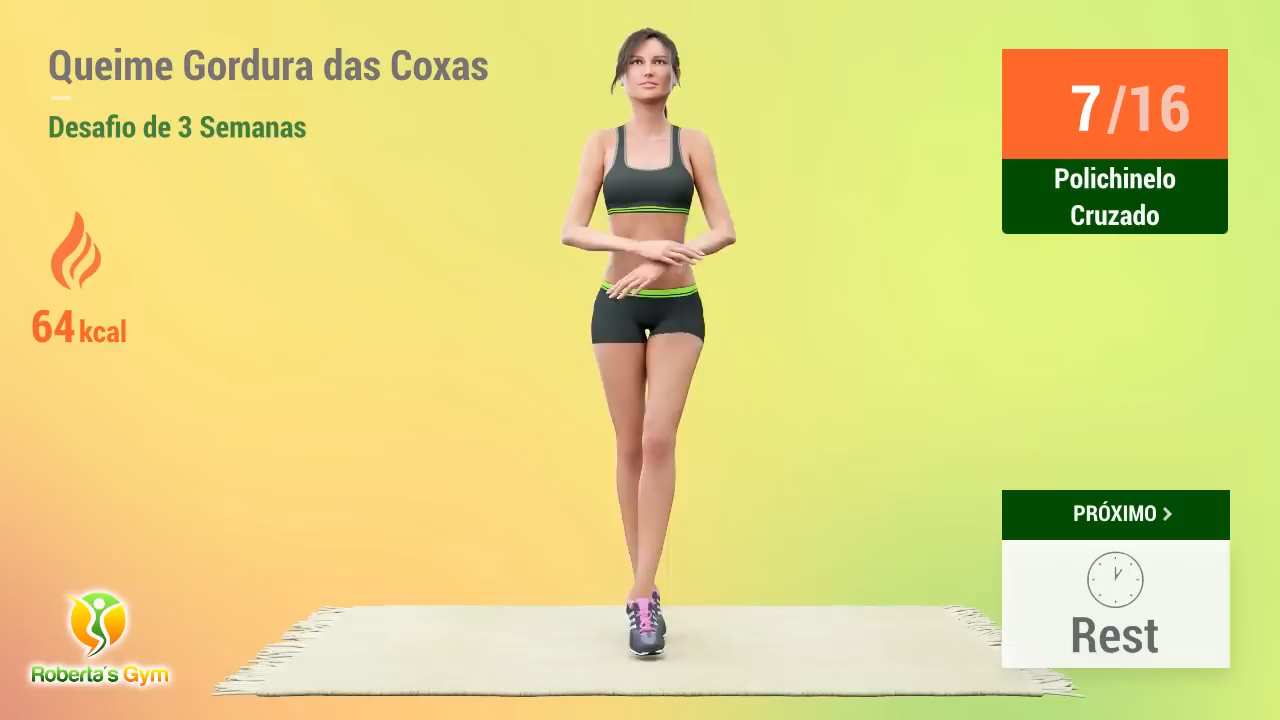 Queime Gordura das Coxas
Desafio de 3 Semanas
7/16
Polichinelo
Cruzado
64 kcal
PRÓXIMO >
Rest
Roberta´s Gym